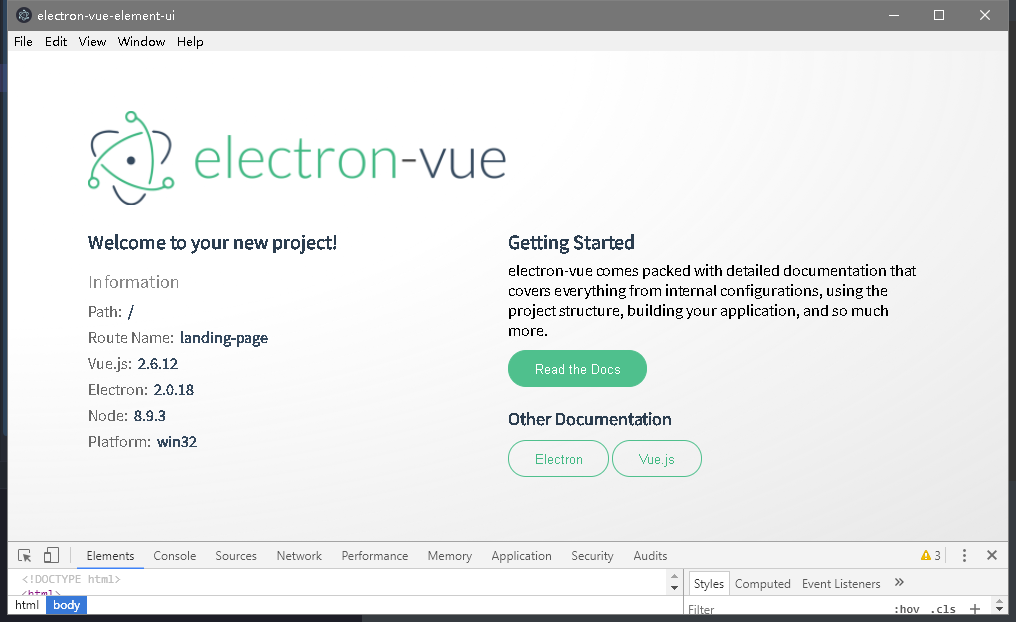 electron-vue-element-ui
File Edit View Window Help
electron-vue
Welcome to your new project!
Information
Path: /
Route Name: landing-page
Vue.js: 2.6.12
Electron: 2.0.18
Node: 8.9.3
Platform: win32
Getting Started
electron-vue comes packed with detailed documentation that
covers everything from internal configurations, using the
project structure, building your application, and so much
more.
Read the Docs
Other Documentation
Electron Vue.js
Elements Console Sources Network Performance Memory Application Security Audits 3
<!DOCTYPE html>
<html>
html body
Styles Computed Event Listeners »
Filter :hov .cls +